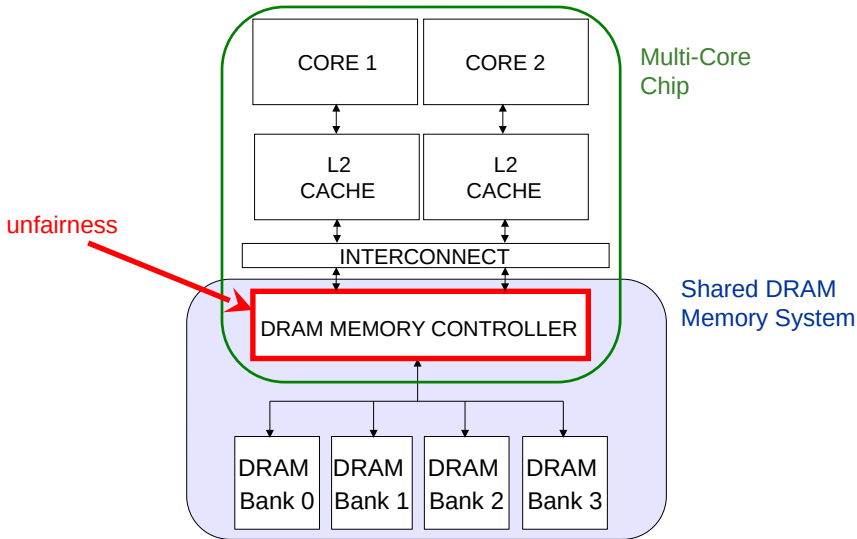 CORE 1
CORE 2
Multi-Core
Chip
L2
CACHE
L2
CACHE
unfairness
INTERCONNECT
Shared DRAM
Memory System
DRAM MEMORY CONTROLLER
DRAM
Bank 0
DRAM
Bank 1
DRAM
Bank 2
DRAM
Bank 3